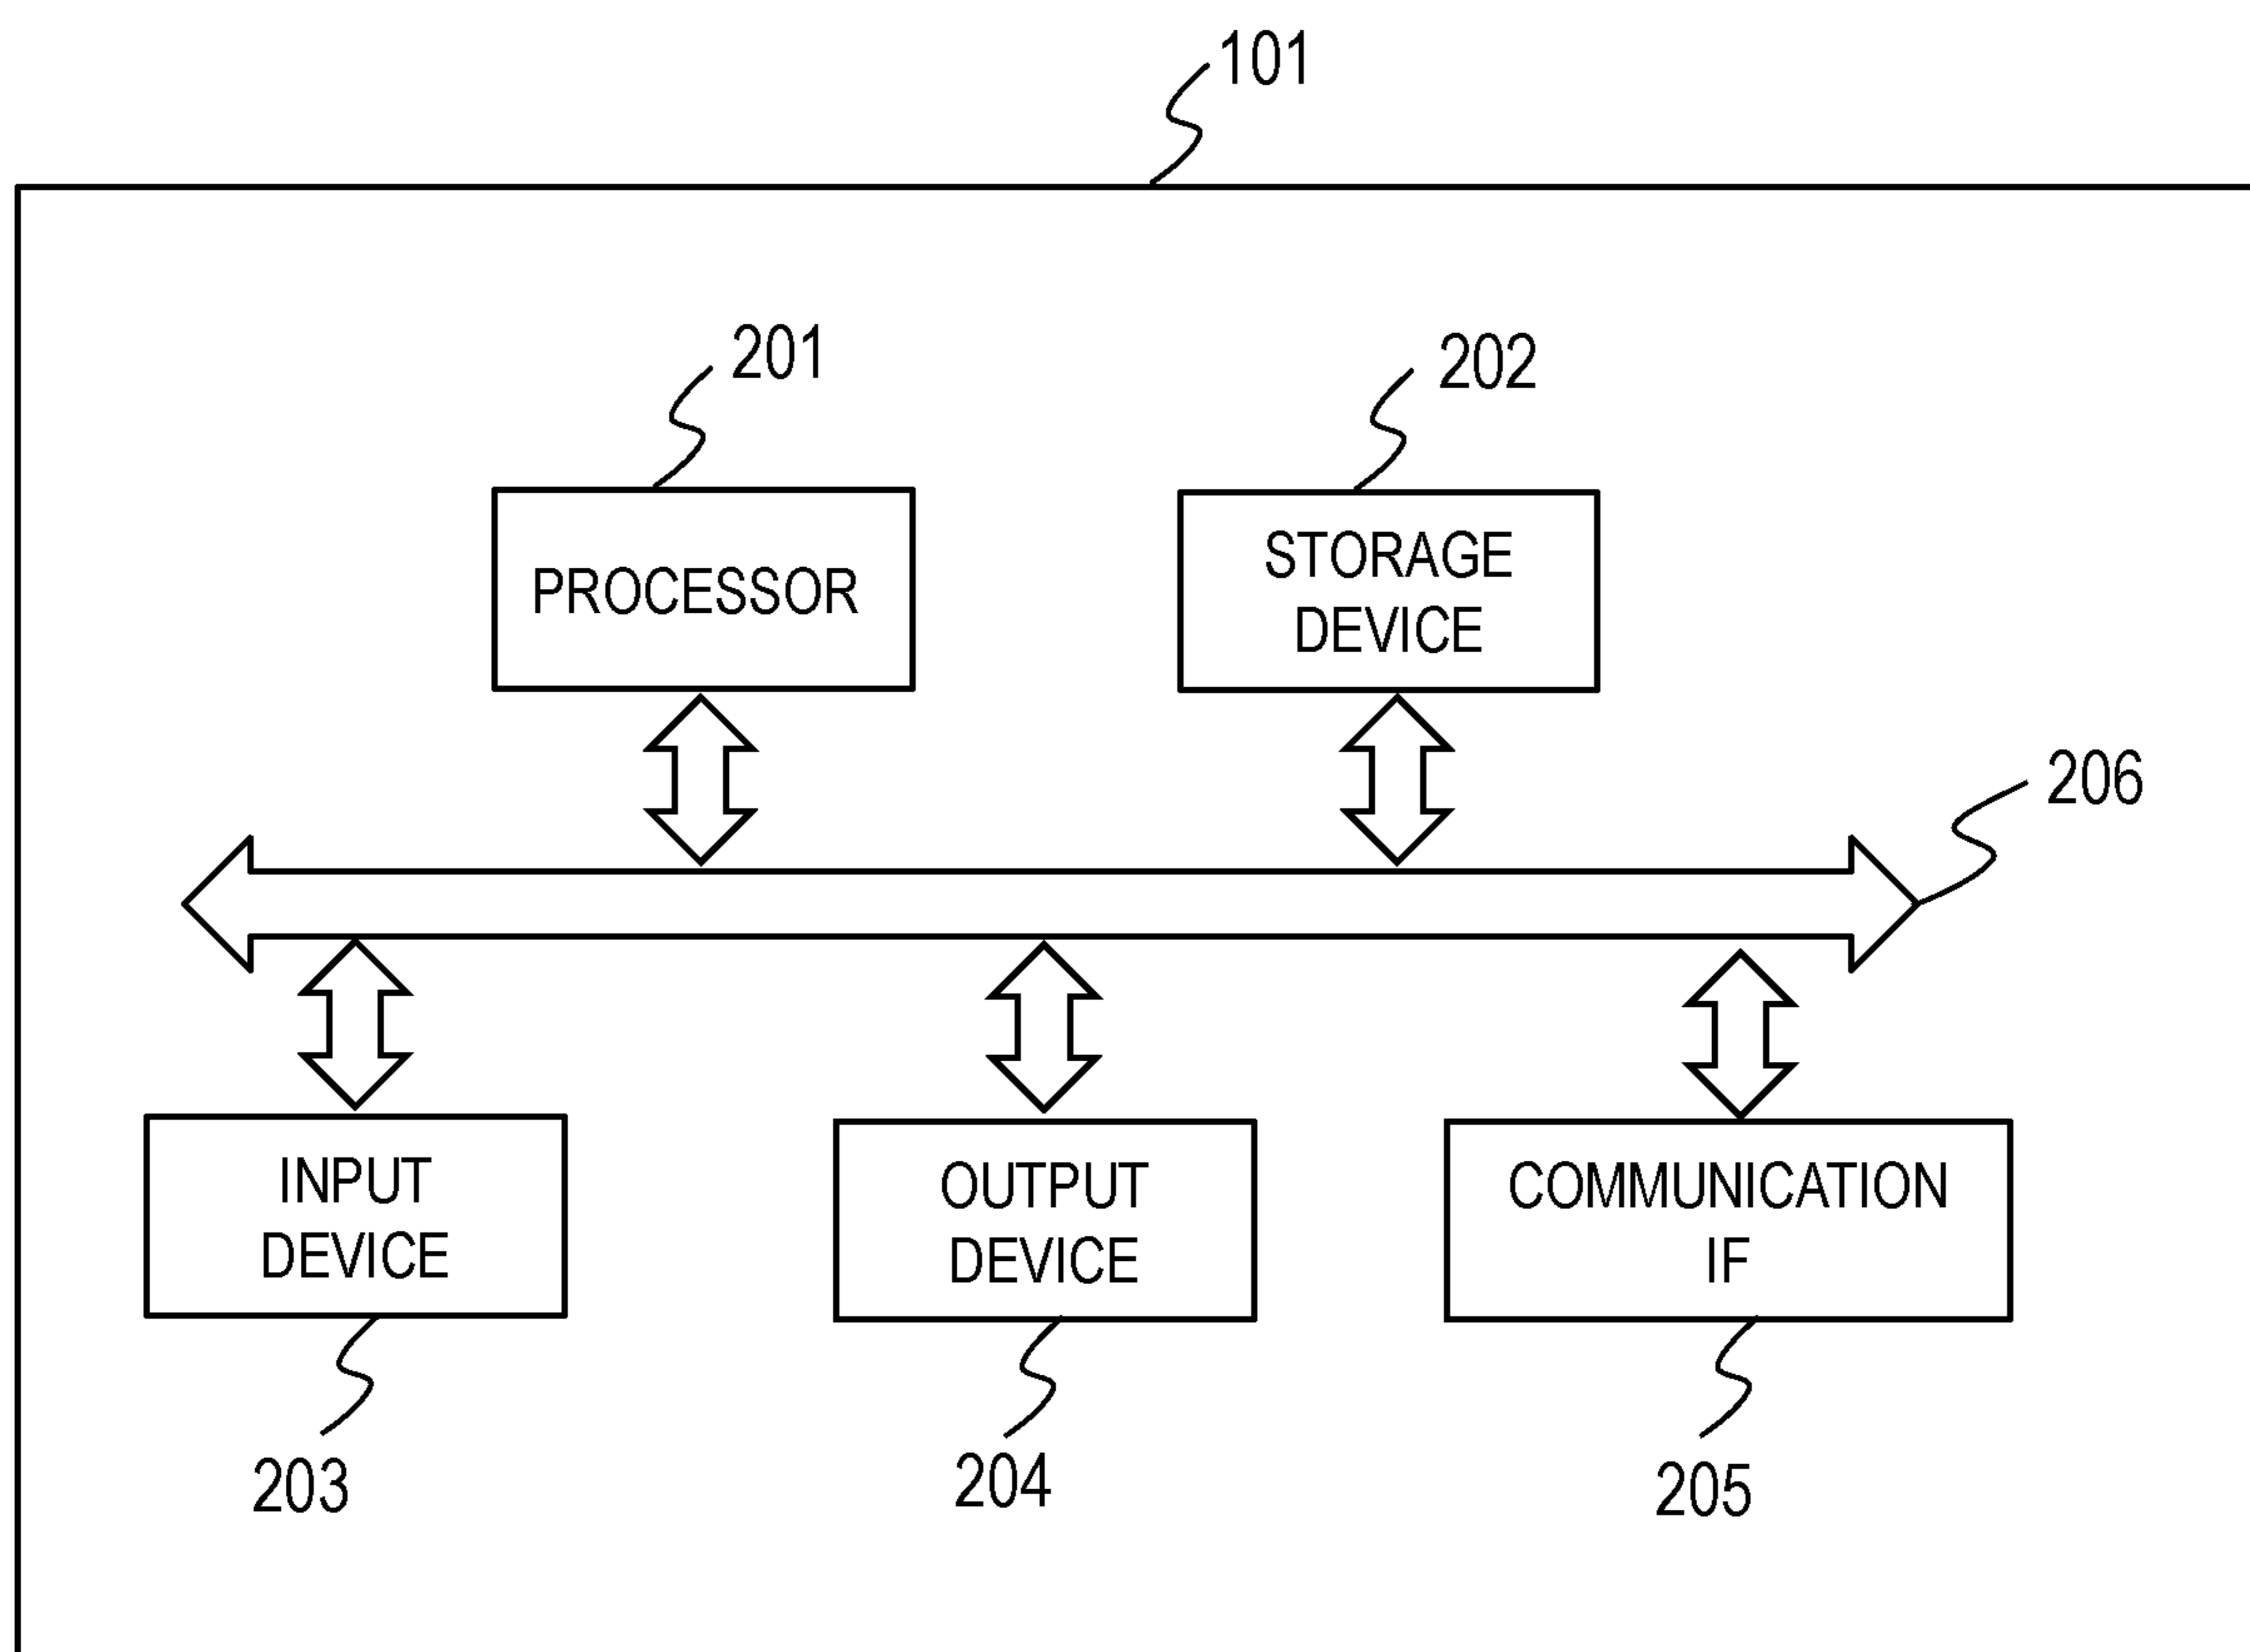 101
201
202
PROCESSOR
STORAGE
DEVICE
206
INPUT
DEVICE
OUTPUT
DEVICE
COMMUNICATION
IF
203
204
205